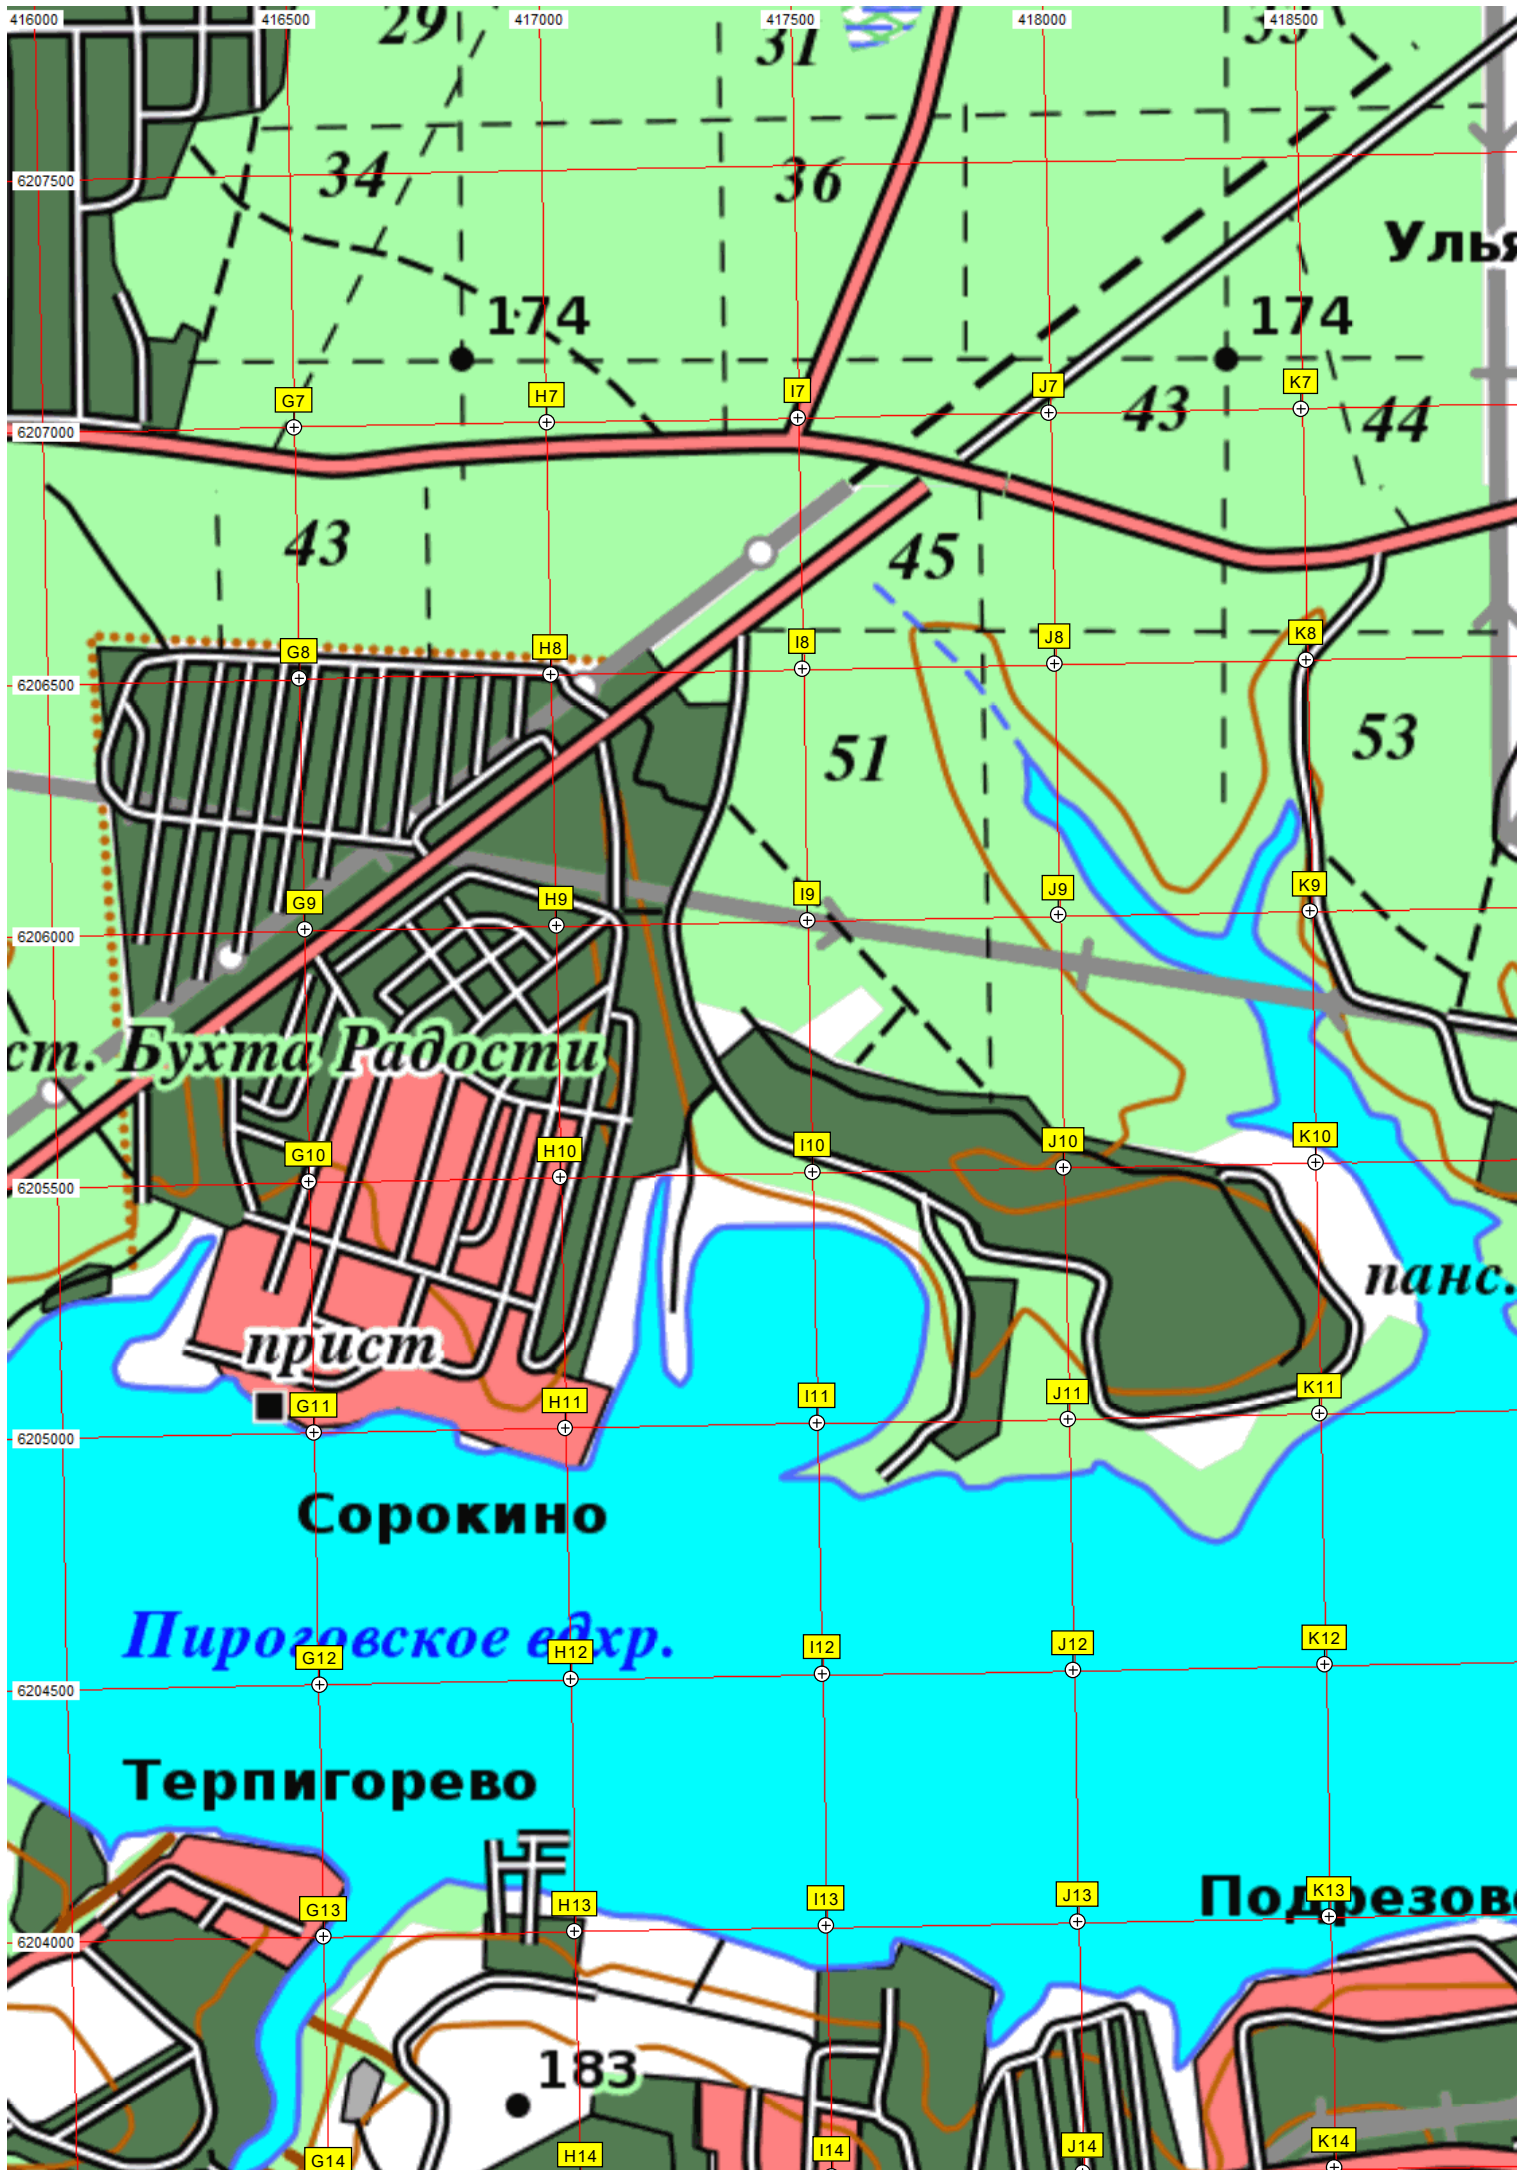 416000 416500 417000 417500 418000 418500
29 31
34 36
6207500
Улья
174 174
G7 H7 I7 J7 K7
43 44
6207000
43 45
G8 H8 I8 J8 K8
6206500
51 53
G9 H9 I9 J9 K9
6206000
ст. Бухта Радости
G10 H10 I10 J10 K10
6205500
панс.
прист
G11 H11 I11 J11 K11
6205000
Сорокино
Пироговское вдхр.
G12 H12 I12 J12 K12
6204500
Терпигорево
Подрезов
G13 H13 I13 J13 K13
6204000
183
G14 H14 I14 J14 K14